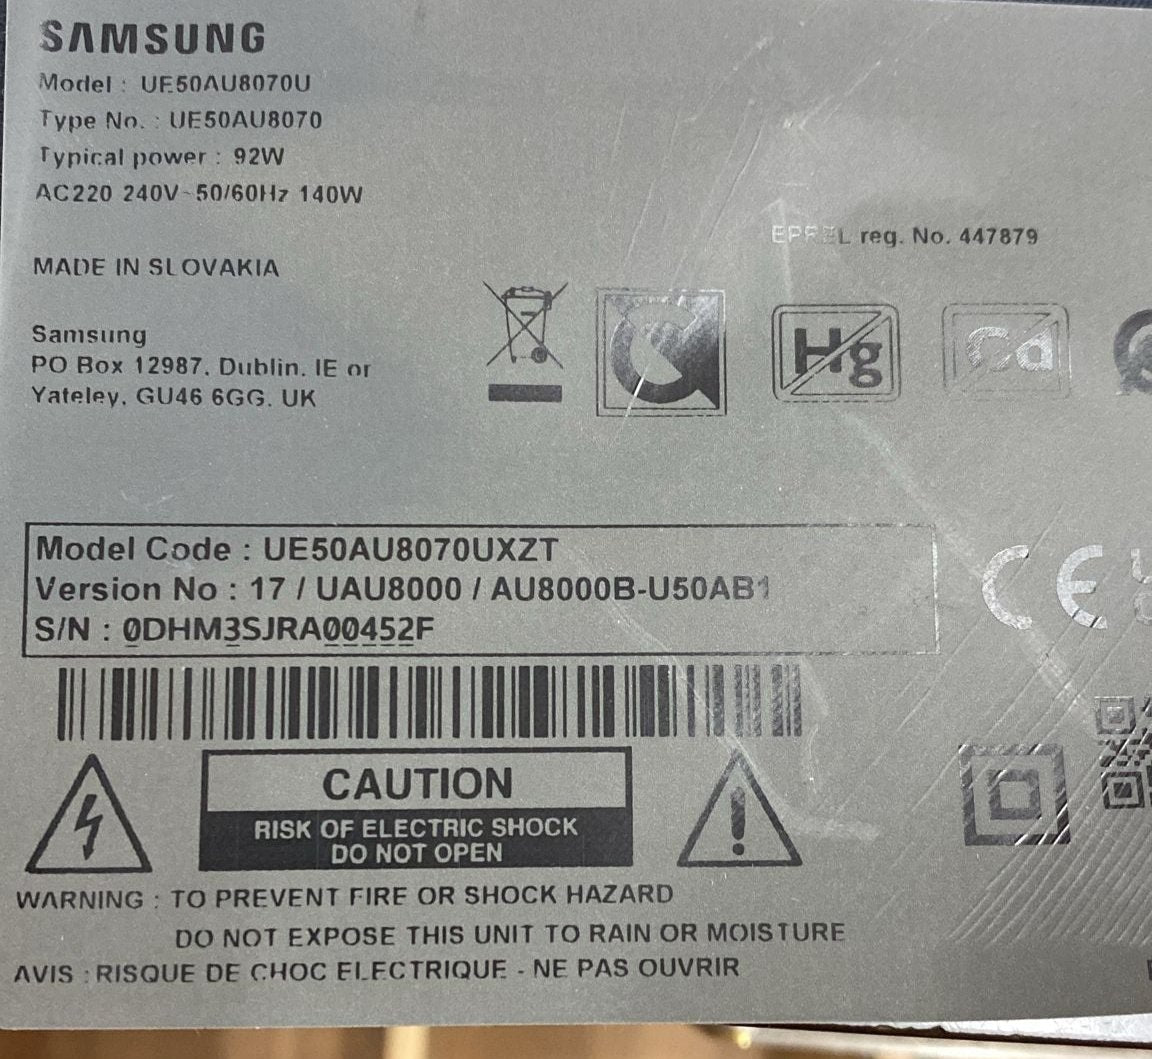 SAMSUNG
Model : UE50AU8070U
Type No. : UE50AU8070
Typical power : 92W
AC220 240V~50/60Hz 140W
EPREL reg. No. 447879
MADE IN SLOVAKIA
Samsung
PO Box 12987, Dublin. IE or
Yateley, GU46 6GG. UK
Hg
Cd
Model Code : UE50AU8070UXZT
Version No : 17 / UAU8000 / AU8000B-U50AB1
S/N : 0DHM3SJRA00452F
CE
CAUTION
RISK OF ELECTRIC SHOCK
DO NOT OPEN
WARNING : TO PREVENT FIRE OR SHOCK HAZARD
DO NOT EXPOSE THIS UNIT TO RAIN OR MOISTURE
AVIS : RISQUE DE CHOC ELECTRIQUE - NE PAS OUVRIR